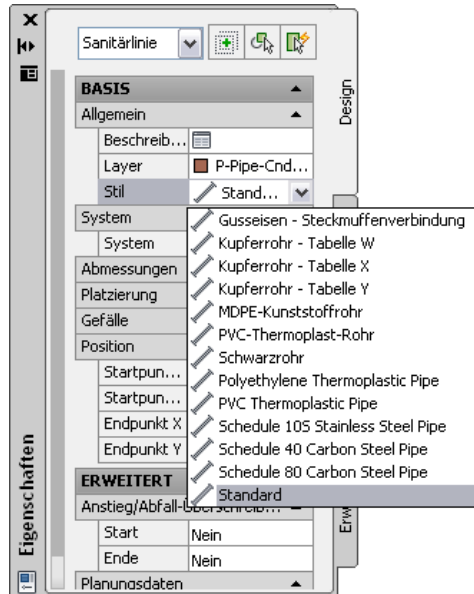 Sanitärlinie
Design
BASIS
Allgemein
Beschreib...
Layer P-Pipe-Cnd...
Stil Stand...
System
System
Abmessungen
Platzierung
Gefälle
Position
Startpun...
Startpun...
Endpunkt X
Endpunkt Y
Gusseisen - Steckmuffenverbindung
Kupferrohr - Tabelle W
Kupferrohr - Tabelle X
Kupferrohr - Tabelle Y
MDPE-Kunststoffrohr
PVC-Thermoplast-Rohr
Schwarzrohr
Polyethylene Thermoplastic Pipe
PVC Thermoplastic Pipe
Schedule 10S Stainless Steel Pipe
Schedule 40 Carbon Steel Pipe
Schedule 80 Carbon Steel Pipe
Standard
ERWEITERT
Anstieg/Abfall-
Start Nein
Ende Nein
Planungsdaten
Erw
Eigenschaften